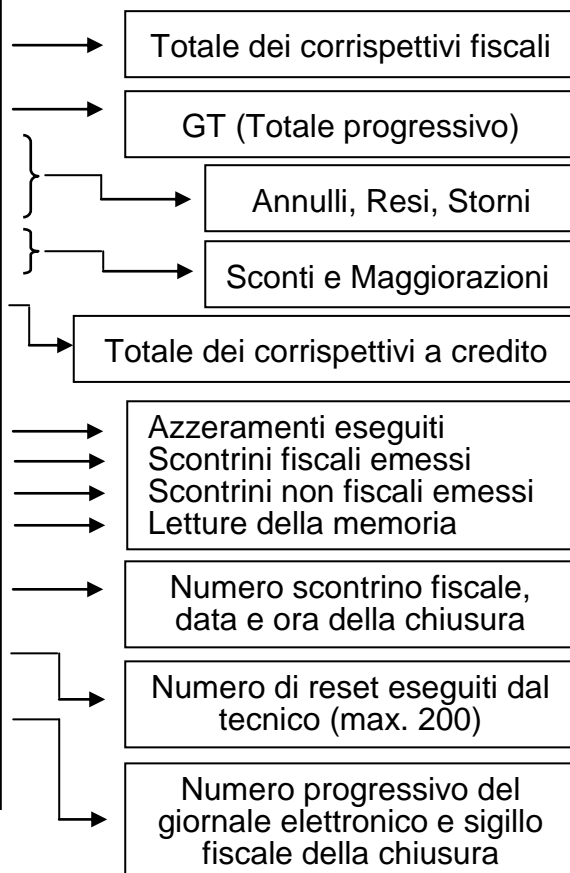 Totale dei corrispettivi fiscali
GT (Totale progressivo)
Annulli, Resi, Storni
Sconti e Maggiorazioni
Totale dei corrispettivi a credito
Azzeramenti eseguiti
Scontrini fiscali emessi
Scontrini non fiscali emessi
Letture della memoria
Numero scontrino fiscale,
data e ora della chiusura
Numero di reset eseguiti dal
tecnico (max. 200)
Numero progressivo del
giornale elettronico e sigillo
fiscale della chiusura